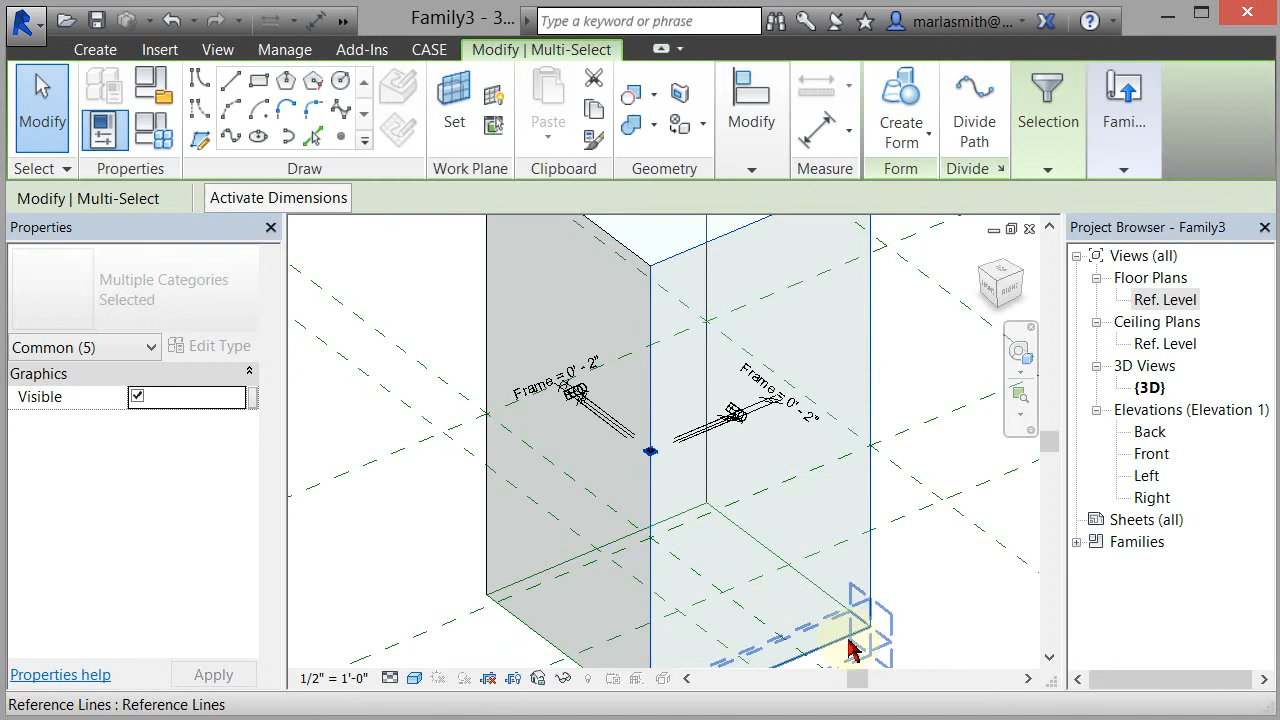 Family3 - 3...
Type a keyword or phrase
marlasmith@...
Create
Insert
View
Manage
Add-Ins
CASE
Modify | Multi-Select
Modify
Paste
Set
Modify
Create
Form
Divide
Path
Selection
Fami...
Select
Properties
Draw
Work Plane
Clipboard
Geometry
Measure
Form
Divide
Modify | Multi-Select
Activate Dimensions
Properties
Multiple Categories
Selected
Common (5)
Edit Type
Graphics
Visible
Properties help
Apply
Frame = 0' - 2"
Frame = 0' - 2"
RIGHT
1/2" = 1'-0"
Project Browser - Family3
Views (all)
Floor Plans
Ref. Level
Ceiling Plans
Ref. Level
3D Views
{3D}
Elevations (Elevation 1)
Back
Front
Left
Right
Sheets (all)
Families
Reference Lines : Reference Lines